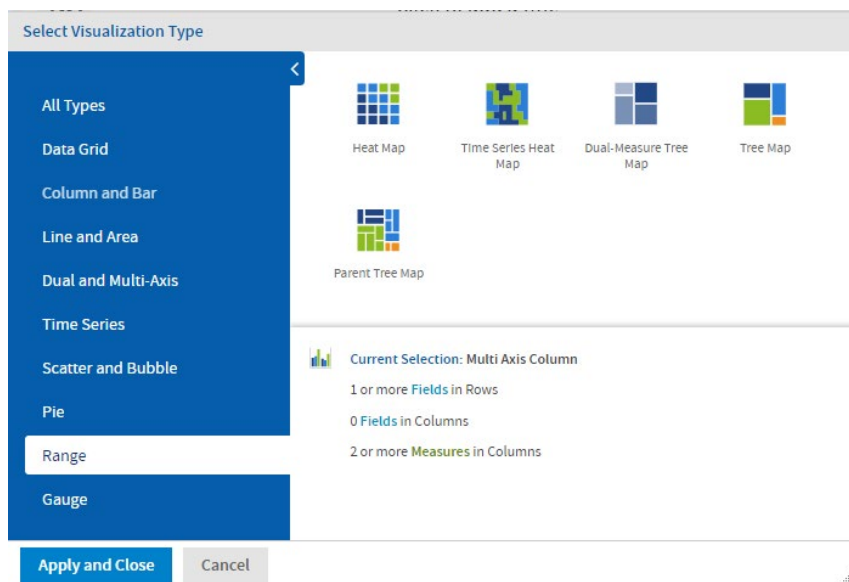 Select Visualization Type
All Types
Data Grid
Column and Bar
Line and Area
Dual and Multi-Axis
Time Series
Scatter and Bubble
Pie
Range
Gauge
Heat Map
Time Series Heat
Map
Dual-Measure Tree
Map
Tree Map
Parent Tree Map
Current Selection: Multi Axis Column
1 or more Fields in Rows
0 Fields in Columns
2 or more Measures in Columns
Apply and Close
Cancel